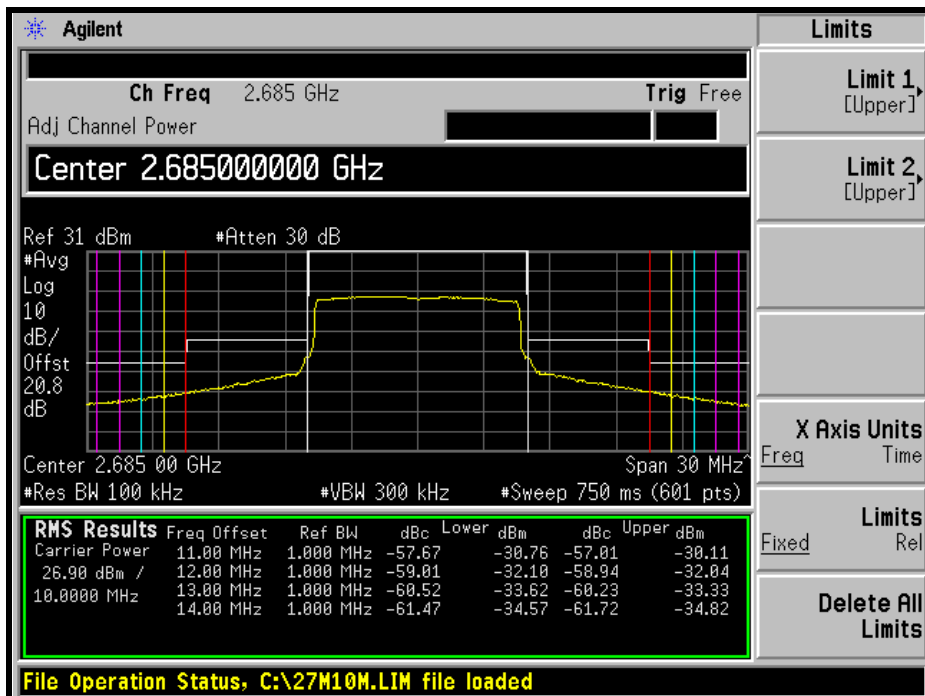 Agilent
Limits
Ch Freq 2.685 GHz Trig Free
Adj Channel Power
Center 2.685000000 GHz
Ref 31 dBm #Atten 30 dB
#Avg
Log
10
dB/
Offst
20.8
dB
Center 2.685 00 GHz Span 30 MHz^
#Res BW 100 kHz #VBW 300 kHz #Sweep 750 ms (601 pts)
RMS Results Freq Offset Ref BW dBc Lower dBm dBc Upper dBm
Carrier Power 11.00 MHz 1.000 MHz -57.67 -30.76 -57.01 -30.11
26.90 dBm / 12.00 MHz 1.000 MHz -59.01 -32.10 -58.94 -32.04
10.0000 MHz 13.00 MHz 1.000 MHz -60.52 -33.62 -60.23 -33.33
14.00 MHz 1.000 MHz -61.47 -34.57 -61.72 -34.82
File Operation Status, C:\27M10M.LIM file loaded
Limit 1
[Upper]
Limit 2
[Upper]
X Axis Units
Freq Time
Limits
Fixed Rel
Delete All
Limits